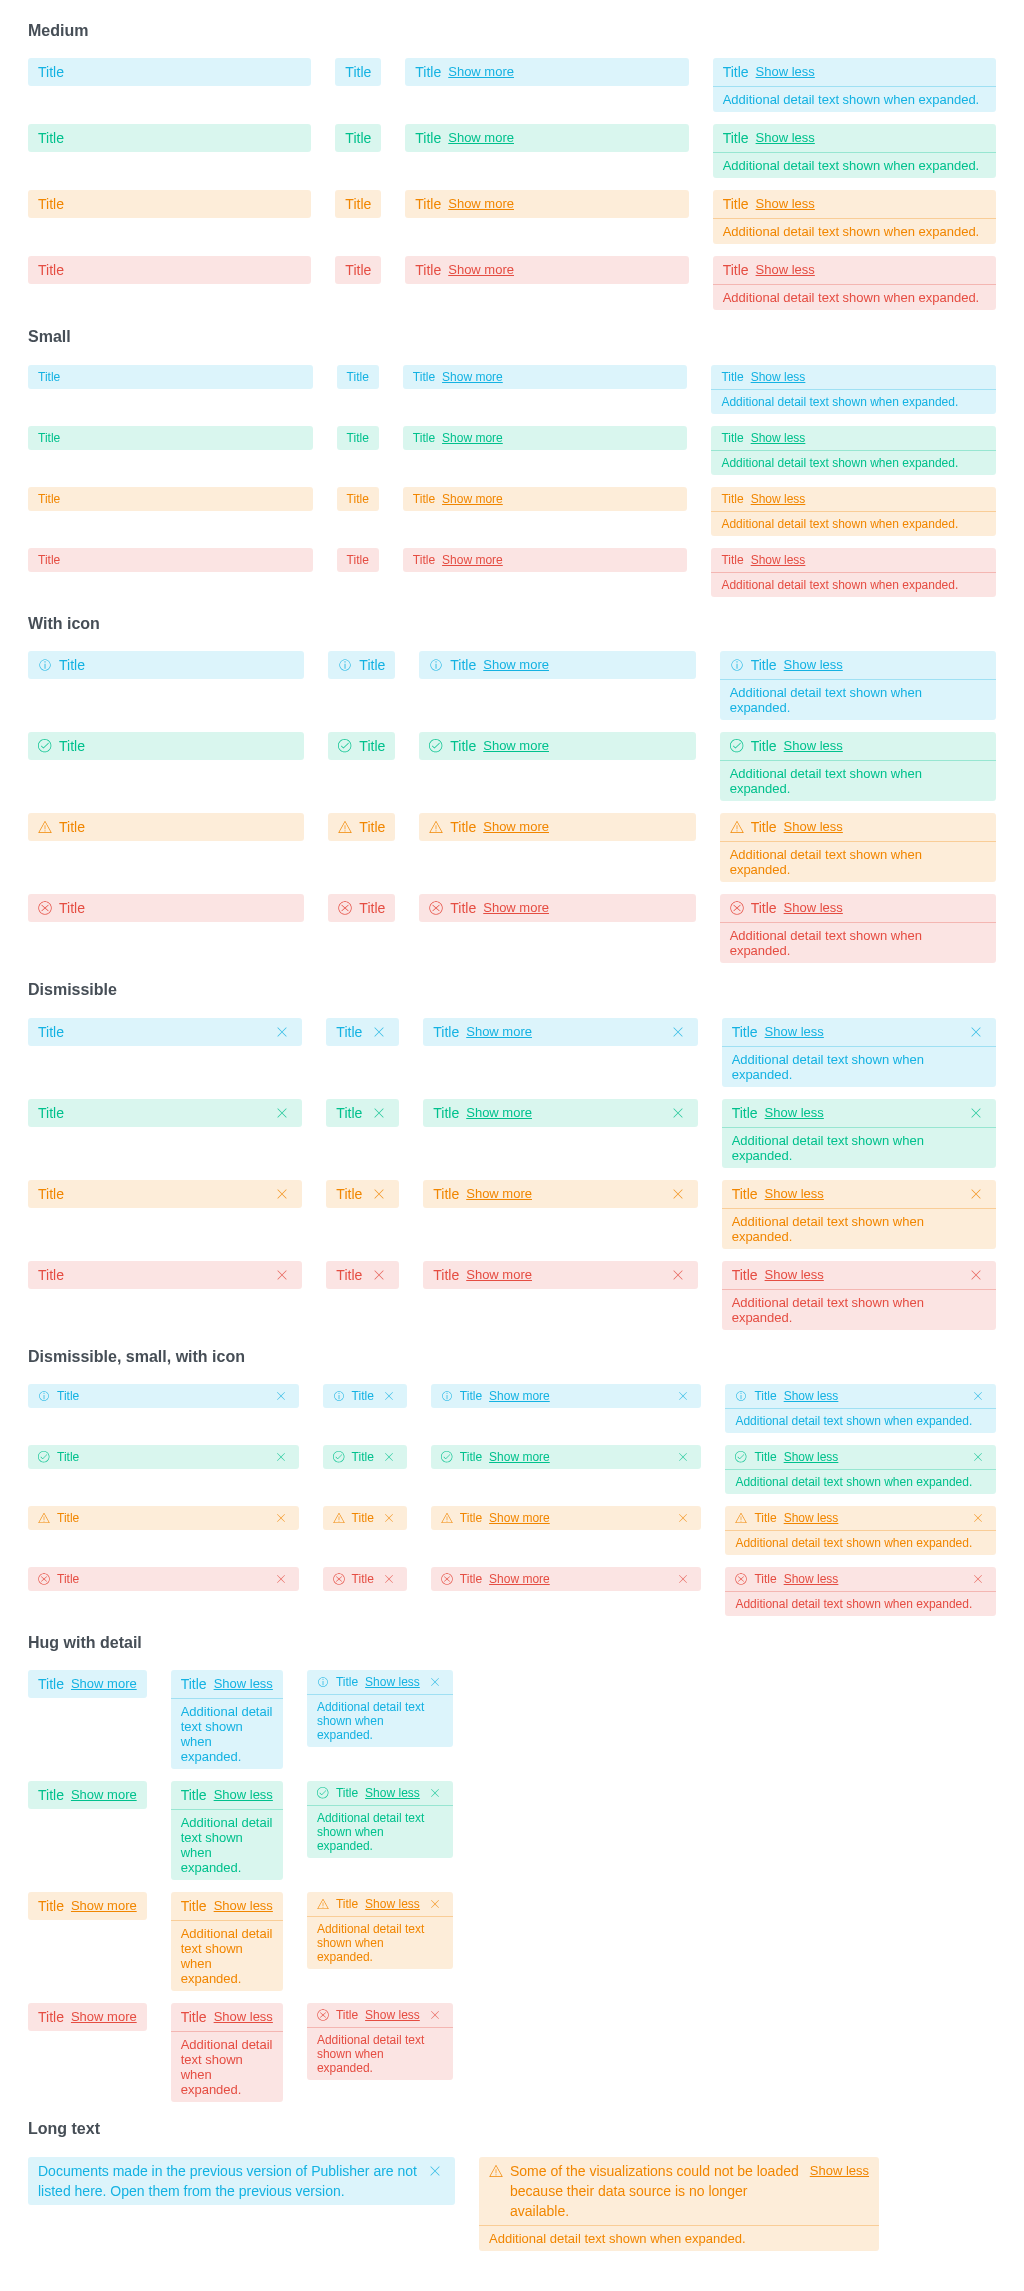 Medium
Title Title Title Show more Title Show less
Additional detail text shown when expanded.
Title Title Title Show more Title Show less
Additional detail text shown when expanded.
Title Title Title Show more Title Show less
Additional detail text shown when expanded.
Title Title Title Show more Title Show less
Additional detail text shown when expanded.
Small
Title Title Title Show more Title Show less
Additional detail text shown when expanded.
Title Title Title Show more Title Show less
Additional detail text shown when expanded.
Title Title Title Show more Title Show less
Additional detail text shown when expanded.
Title Title Title Show more Title Show less
Additional detail text shown when expanded.
With icon
Title Title Title Show more Title Show less
Additional detail text shown when
expanded.
Title Title Title Show more Title Show less
Additional detail text shown when
expanded.
Title Title Title Show more Title Show less
Additional detail text shown when
expanded.
Title Title Title Show more Title Show less
Additional detail text shown when
expanded.
Dismissible
Title Title Title Show more Title Show less
Additional detail text shown when
expanded.
Title Title Title Show more Title Show less
Additional detail text shown when
expanded.
Title Title Title Show more Title Show less
Additional detail text shown when
expanded.
Title Title Title Show more Title Show less
Additional detail text shown when
expanded.
Dismissible, small, with icon
Title Title Title Show more Title Show less
Additional detail text shown when expanded.
Title Title Title Show more Title Show less
Additional detail text shown when expanded.
Title Title Title Show more Title Show less
Additional detail text shown when expanded.
Title Title Title Show more Title Show less
Additional detail text shown when expanded.
Hug with detail
Title Show more
Title Show less
Additional detail
text shown
when
expanded.
Title Show less
Additional detail text
shown when
expanded.
Title Show more
Title Show less
Additional detail
text shown
when
expanded.
Title Show less
Additional detail text
shown when
expanded.
Title Show more
Title Show less
Additional detail
text shown
when
expanded.
Title Show less
Additional detail text
shown when
expanded.
Title Show more
Title Show less
Additional detail
text shown
when
expanded.
Title Show less
Additional detail text
shown when
expanded.
Long text
Documents made in the previous version of Publisher are not
listed here. Open them from the previous version.
Some of the visualizations could not be loaded Show less
because their data source is no longer
available.
Additional detail text shown when expanded.